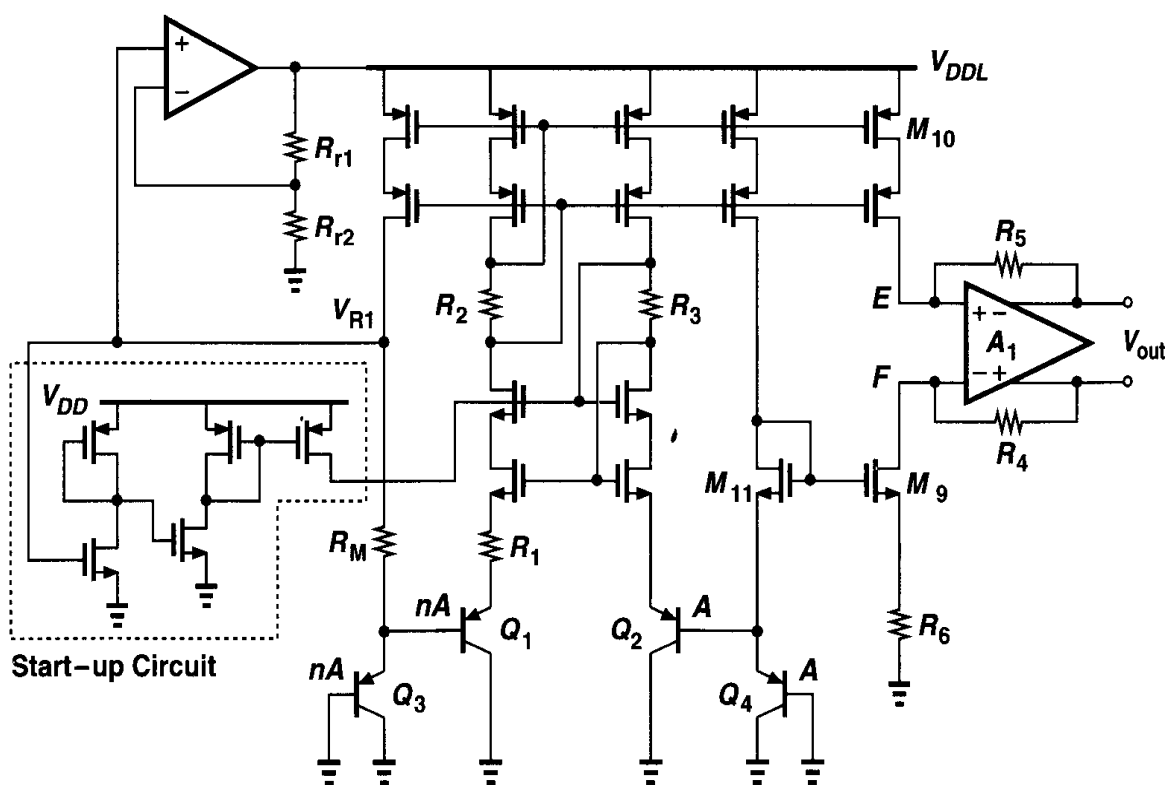 +
−
V_DDL
M_10
R_r1
R_r2
R_5
V_R1
R_2
R_3
E
+ −
A_1
V_out
F
− +
V_DD
R_4
M_11
M_9
R_M
R_1
nA
Q_1
Q_2
A
R_6
Start−up Circuit
nA
Q_3
Q_4
A